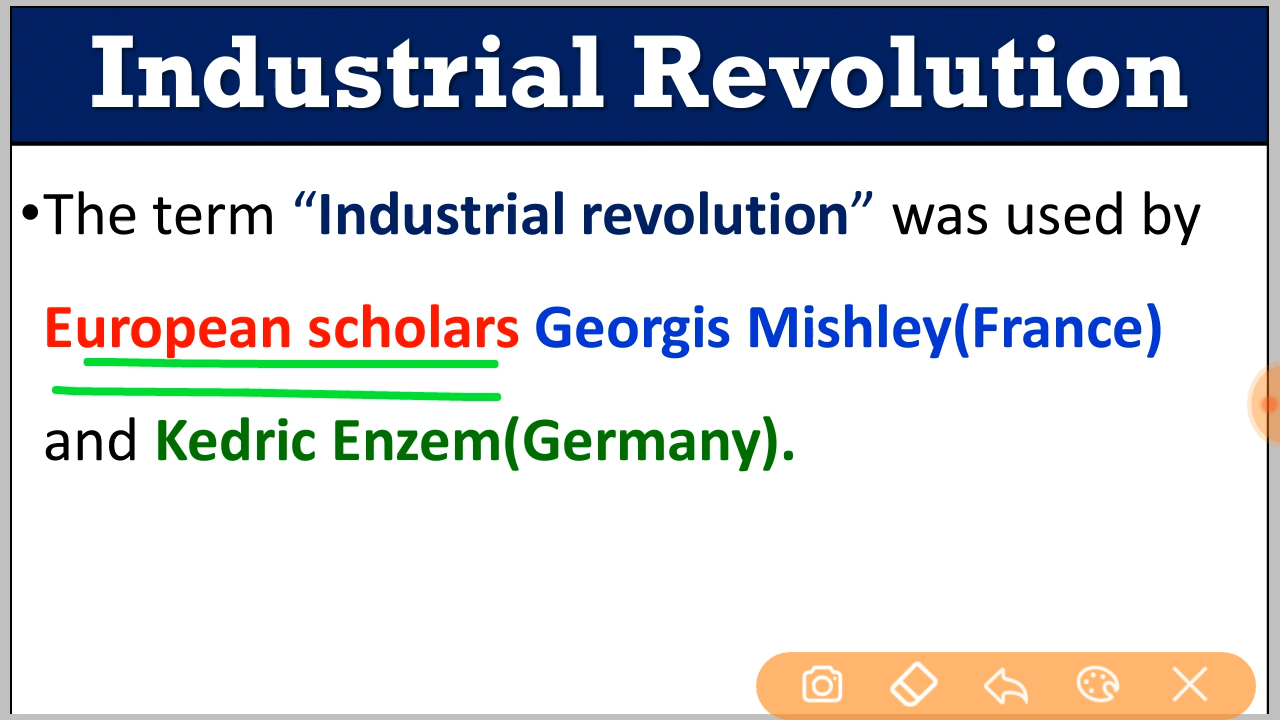 Industrial Revolution
•The term “Industrial revolution” was used by
European scholars Georgis Mishley(France)
and Kedric Enzem(Germany).